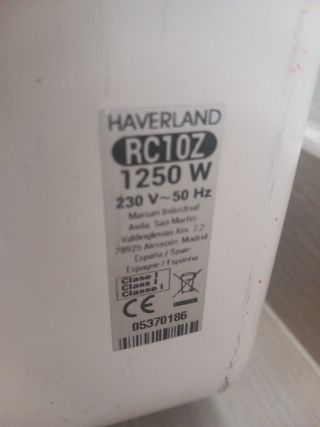 HAVERLAND
RC10Z
1250 W
230 V~50 Hz
Marsan Industrial
Avda. San Martín
Valdeiglesias Km. 2,2
28925 Alcorcón Madrid
España / Spain
Espagne / Espanha
Clase I
Class I
Classe I
CE
05370186